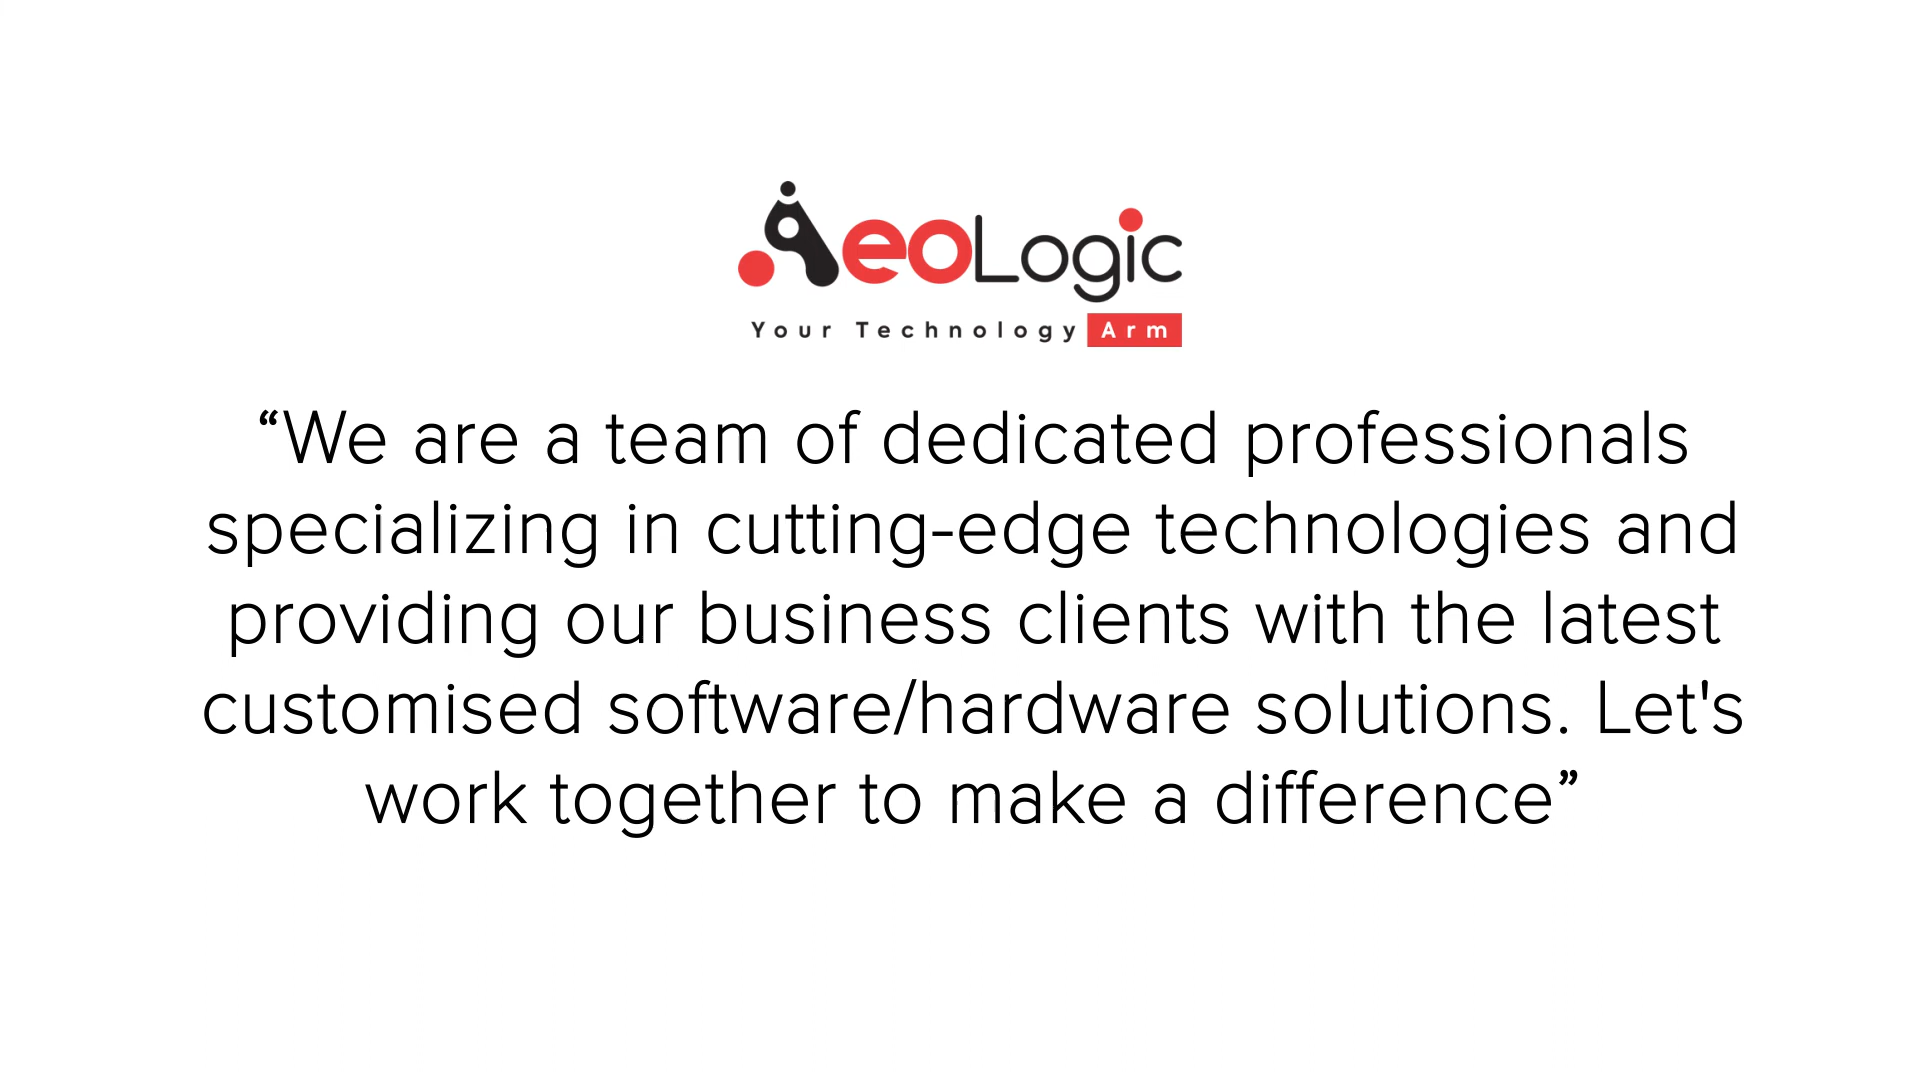 AeoLogic
Your Technology Arm
“We are a team of dedicated professionals
specializing in cutting-edge technologies and
providing our business clients with the latest
customised software/hardware solutions. Let's
work together to make a difference”